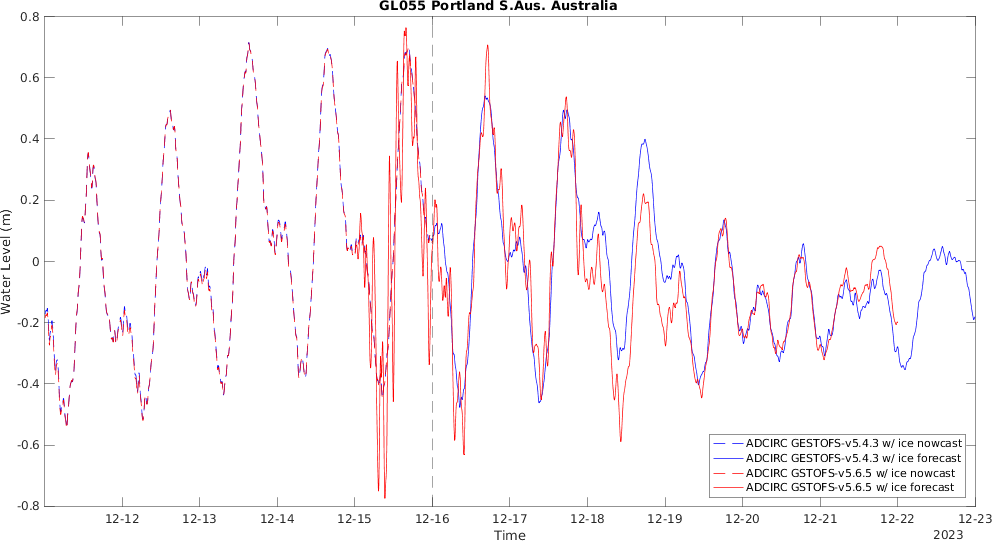 GL055 Portland S.Aus. Australia
0.8
0.6
0.4
0.2
0
-0.2
-0.4
-0.6
-0.8
Water Level (m)
12-12 12-13 12-14 12-15 12-16 12-17 12-18 12-19 12-20 12-21 12-22 12-23
Time
2023
ADCIRC GESTOFS-v5.4.3 w/ ice nowcast
ADCIRC GESTOFS-v5.4.3 w/ ice forecast
ADCIRC GSTOFS-v5.6.5 w/ ice nowcast
ADCIRC GSTOFS-v5.6.5 w/ ice forecast